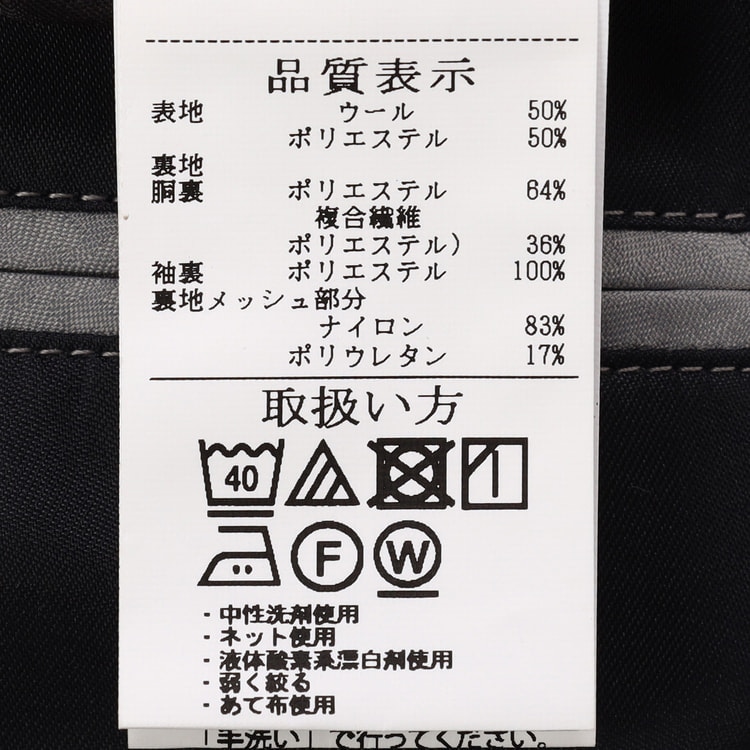 品質表示
表地 ウール 50%
ポリエステル 50%
裏地
胴裏 ポリエステル 64%
複合繊維
ポリエステル) 36%
袖裏 ポリエステル 100%
裏地メッシュ部分
ナイロン 83%
ポリウレタン 17%
取扱い方
40
F W
・中性洗剤使用
・ネット使用
・液体酸素系漂白剤使用
・弱く絞る
・あて布使用
「手洗い」で行ってください。